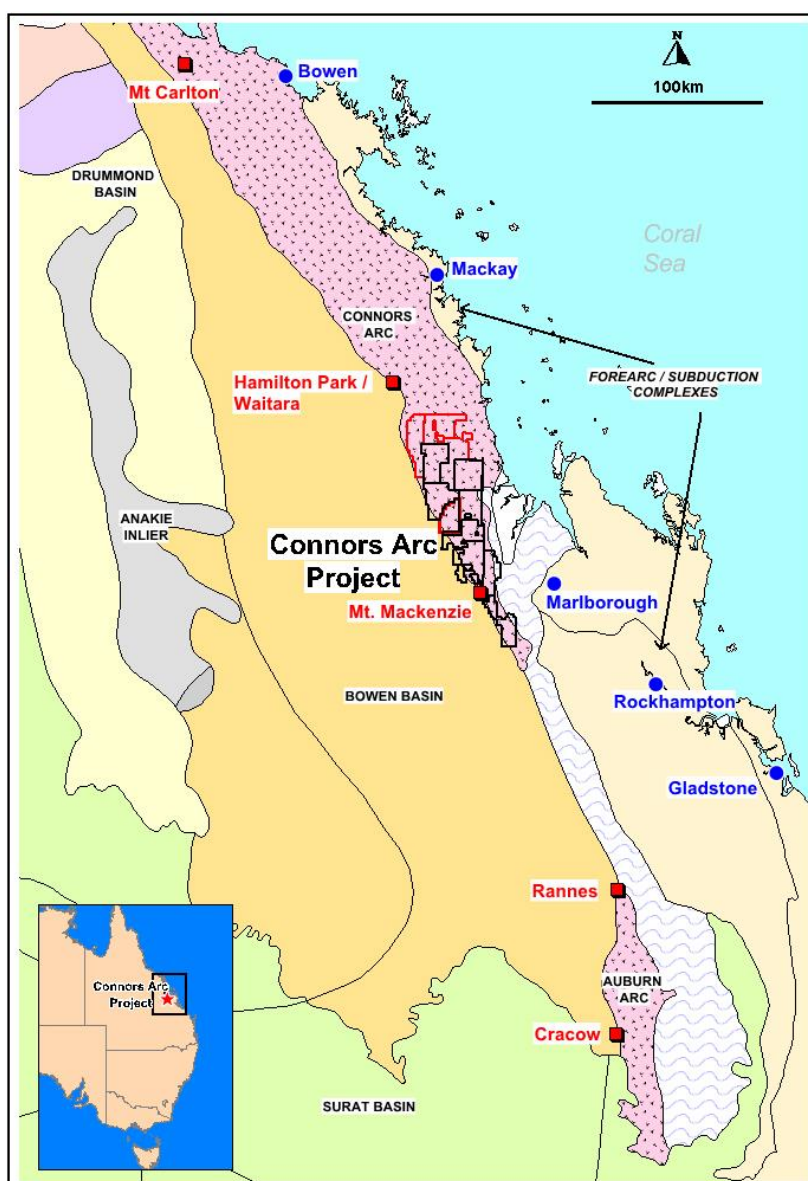 N
100km
Mt Carlton
Bowen
DRUMMOND
BASIN
Coral
Sea
Mackay
CONNORS
ARC
FOREARC / SUBDUCTION
COMPLEXES
Hamilton Park /
Waitara
ANAKIE
INLIER
Connors Arc
Project
Marlborough
Mt. Mackenzie
BOWEN BASIN
Rockhampton
Gladstone
Rannes
AUBURN
ARC
Connors Arc
Project
Cracow
SURAT BASIN